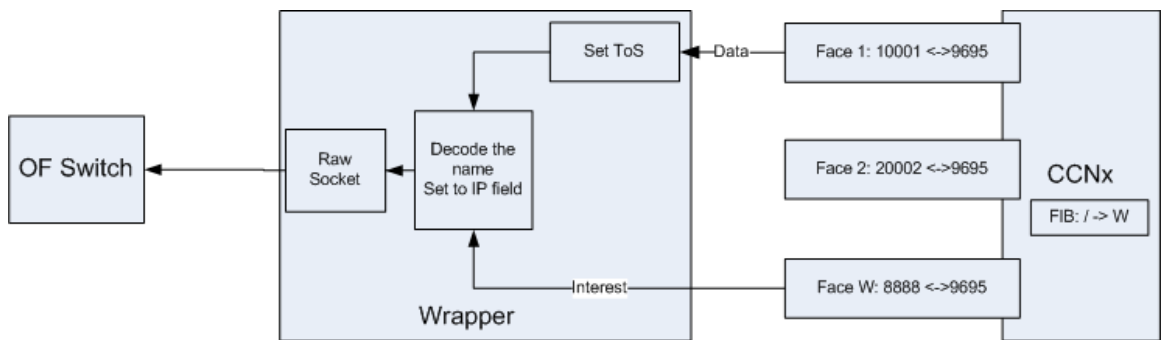 OF Switch
Raw
Socket
Decode the
name
Set to IP field
Set ToS
Data
Interest
Wrapper
Face 1: 10001 <->9695
Face 2: 20002 <->9695
Face W: 8888 <->9695
CCNx
FIB: / -> W